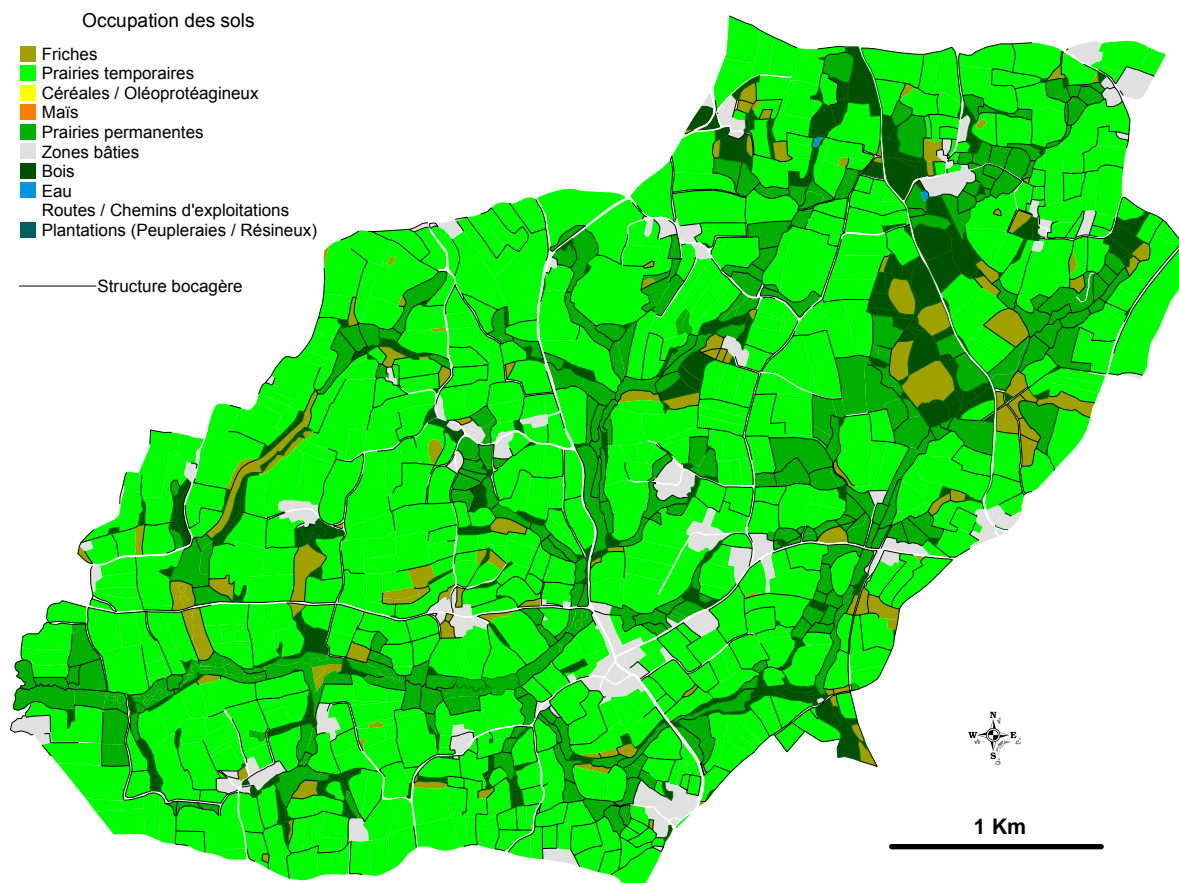 Occupation des sols
Friches
Prairies temporaires
Céréales / Oléoprotéagineux
Maïs
Prairies permanentes
Zones bâties
Bois
Eau
Routes / Chemins d'exploitations
Plantations (Peupleraies / Résineux)
Structure bocagère
N
W E
S
1 Km